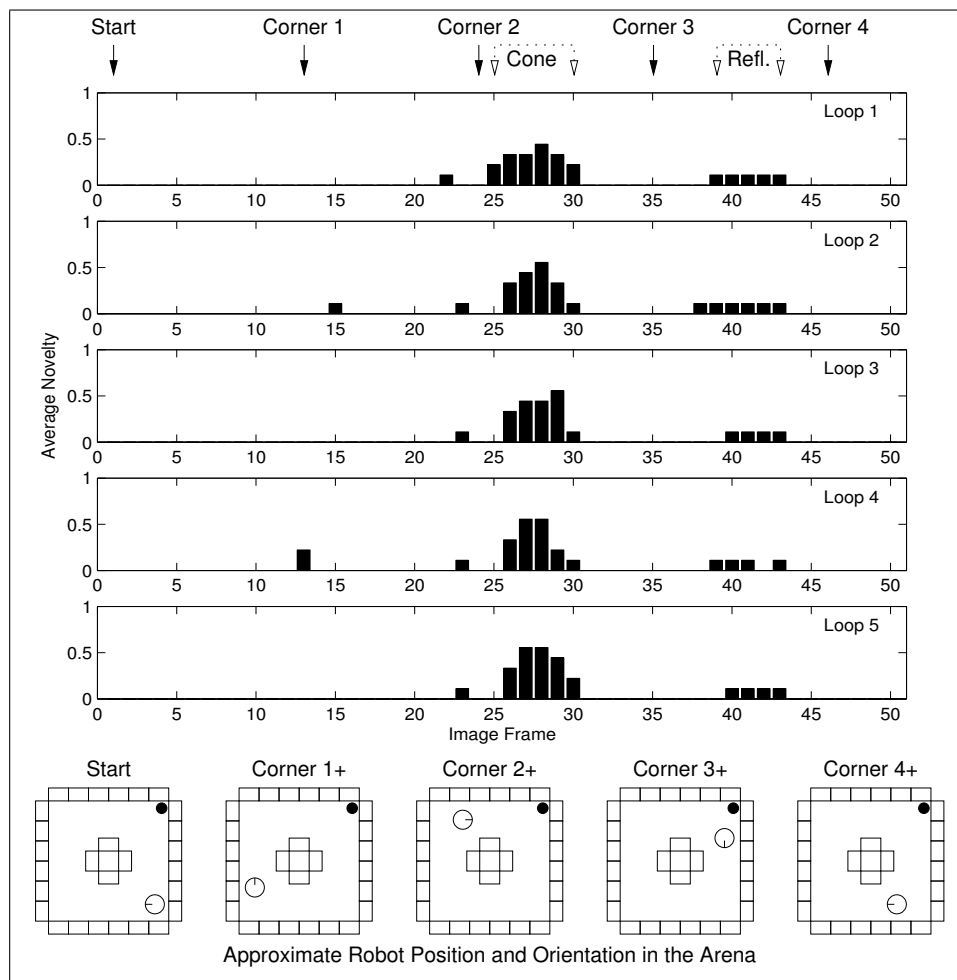 Start Corner 1 Corner 2 Corner 3 Corner 4
Cone Refl.
1
0.5
0
Loop 1
0 5 10 15 20 25 30 35 40 45 50
1
0.5
0
Loop 2
0 5 10 15 20 25 30 35 40 45 50
Average Novelty
1
0.5
0
Loop 3
0 5 10 15 20 25 30 35 40 45 50
1
0.5
0
Loop 4
0 5 10 15 20 25 30 35 40 45 50
1
0.5
0
Loop 5
0 5 10 15 20 25 30 35 40 45 50
Image Frame
Start Corner 1+ Corner 2+ Corner 3+ Corner 4+
Approximate Robot Position and Orientation in the Arena